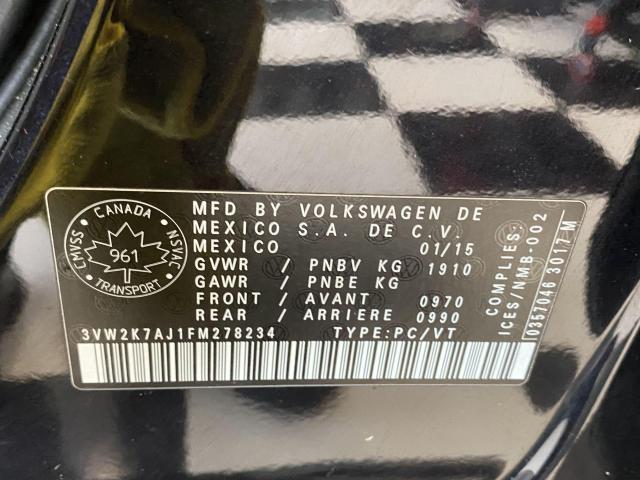 CANADA
CMVSS
NSVAC
961
TRANSPORT
MFD BY VOLKSWAGEN DE
MEXICO S.A. DE C.V.
MEXICO 01/15
GVWR / PNBV KG 1910
GAWR / PNBE KG
FRONT / AVANT 0970
REAR / ARRIERE 0990
3VW2K7AJ1FM278234 TYPE:PC/VT
COMPLIES:
ICES/NMB-002
0357046 3017 M